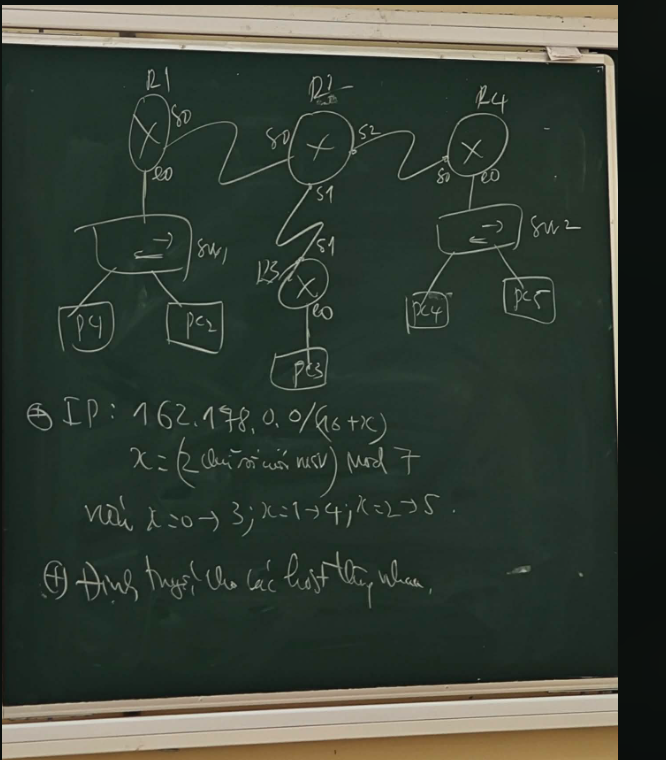 R1
R2
R4
S0
S0
S2
S0
e0
e0
S1
SW1
SW2
S1
R3
e0
PC1
PC2
PC4
PC5
PC3
⊕ IP: 162.178.0.0/(16+x)
x = (2 chữ số cuối MSV) mod 7
nếu x=0→3; x=1→4; x=2→5.
⊕ Định tuyến cho các host thấy nhau.